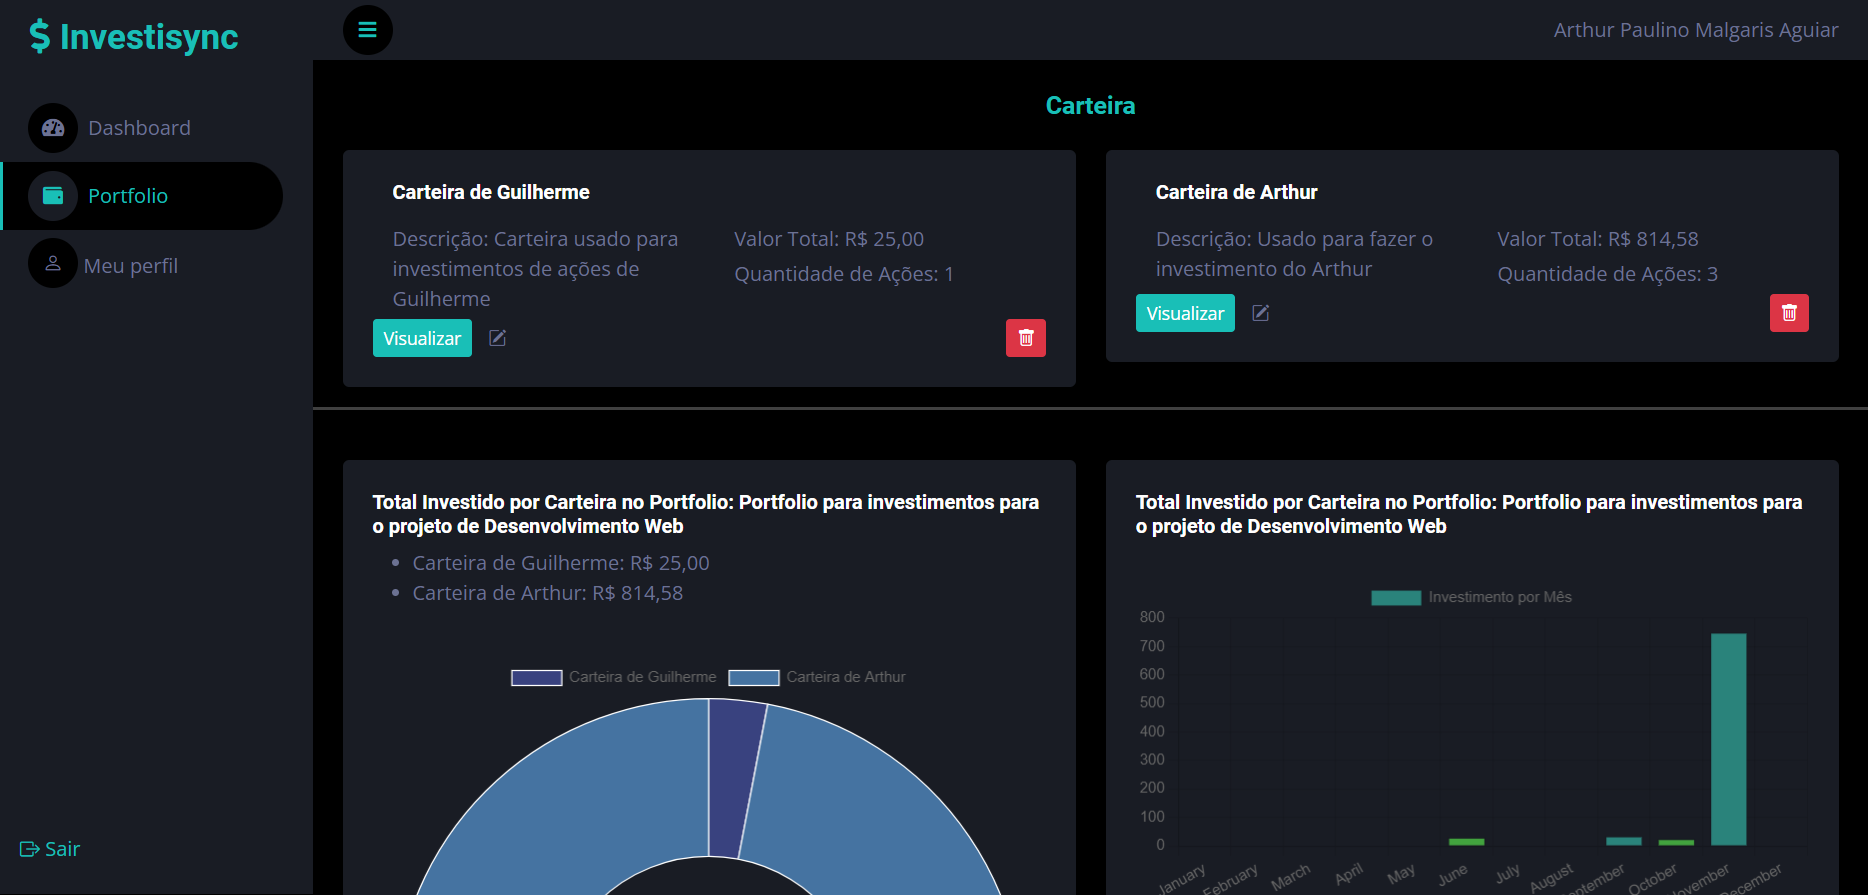 $ Investisync
Arthur Paulino Malgaris Aguiar
Dashboard
Portfolio
Meu perfil
Sair
Carteira
Carteira de Guilherme
Descrição: Carteira usado para
investimentos de ações de
Guilherme
Valor Total: R$ 25,00
Quantidade de Ações: 1
Visualizar
Carteira de Arthur
Descrição: Usado para fazer o
investimento do Arthur
Valor Total: R$ 814,58
Quantidade de Ações: 3
Visualizar
Total Investido por Carteira no Portfolio: Portfolio para investimentos para
o projeto de Desenvolvimento Web
Carteira de Guilherme: R$ 25,00
Carteira de Arthur: R$ 814,58
Carteira de Guilherme
Carteira de Arthur
Total Investido por Carteira no Portfolio: Portfolio para investimentos para
o projeto de Desenvolvimento Web
Investimento por Mês
800
700
600
500
400
300
200
100
0
January
February
March
April
May
June
July
August
October